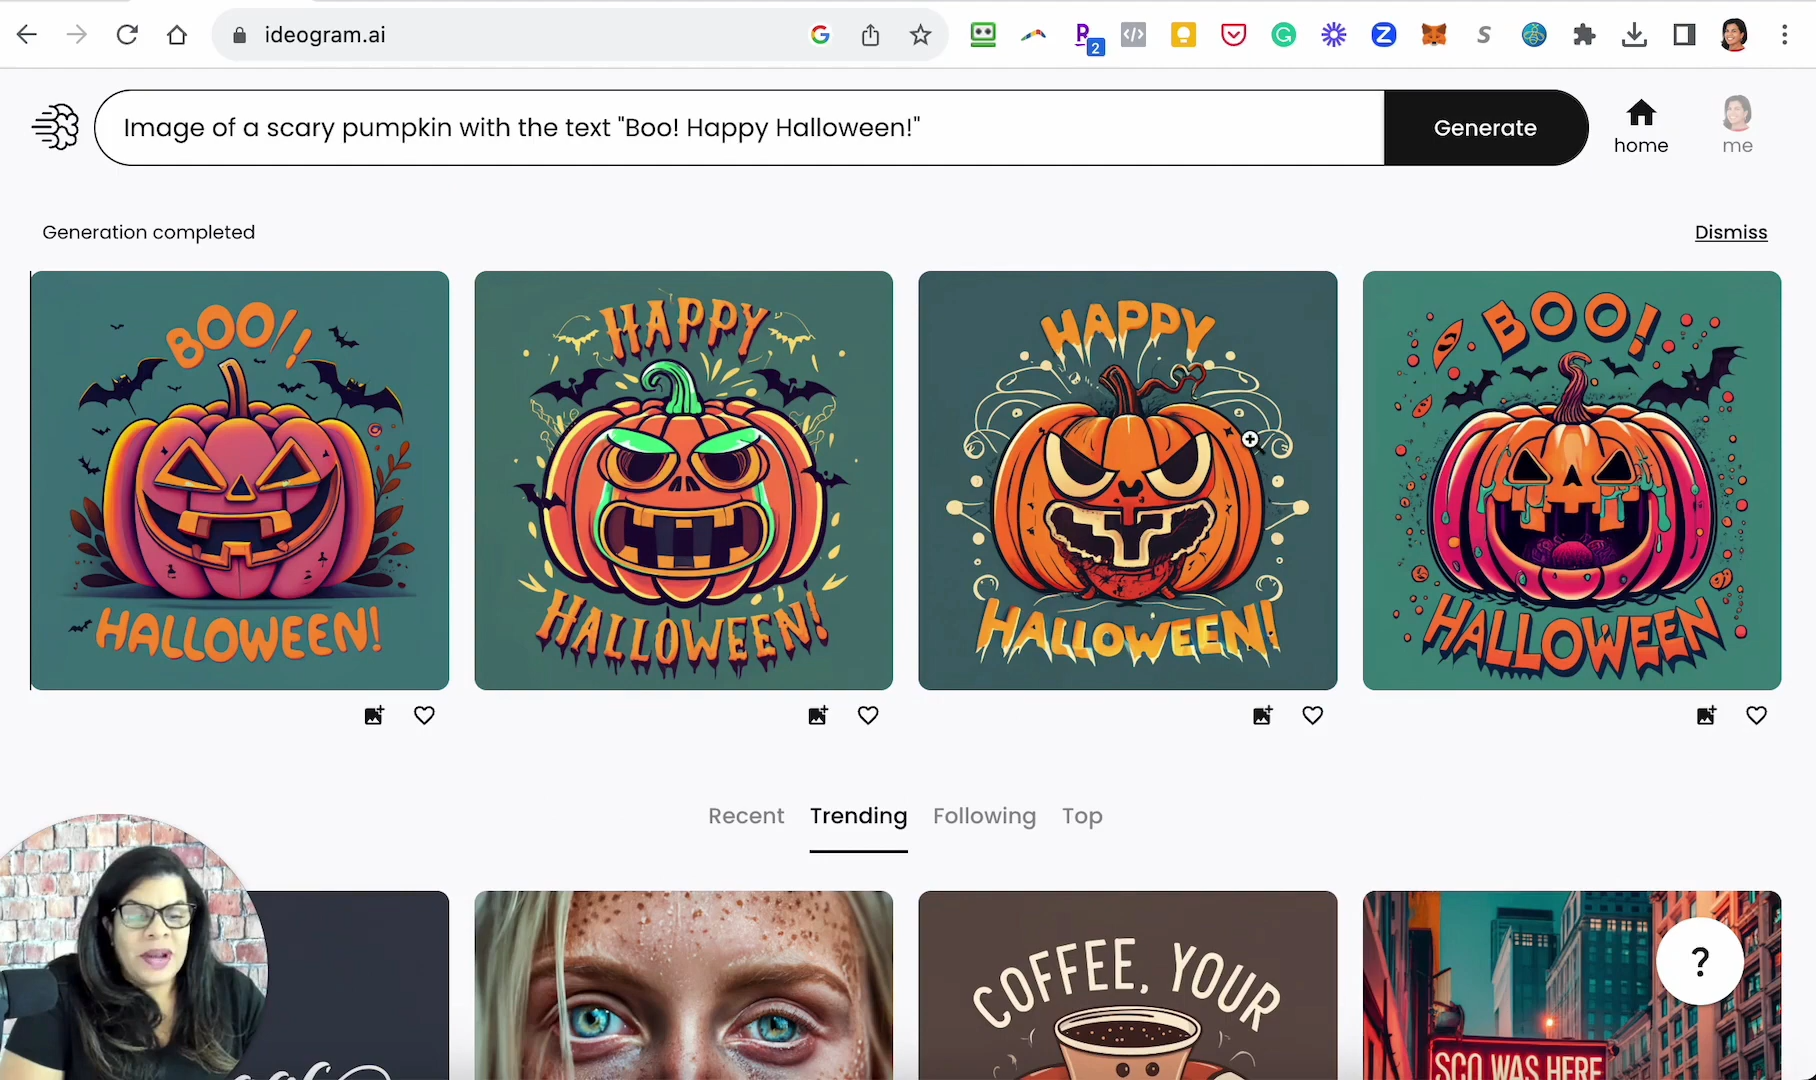 ideogram.ai
2
Image of a scary pumpkin with the text "Boo! Happy Halloween!"
Generate
home
me
Generation completed
Dismiss
BOO!!
HALLOWEEN!
HAPPY
HALLOWEEN!
HAPPY
HALLOWEEN!
BOO!
HALLOWEEN
Recent
Trending
Following
Top
COFFEE, YOUR
WAS HERE
?